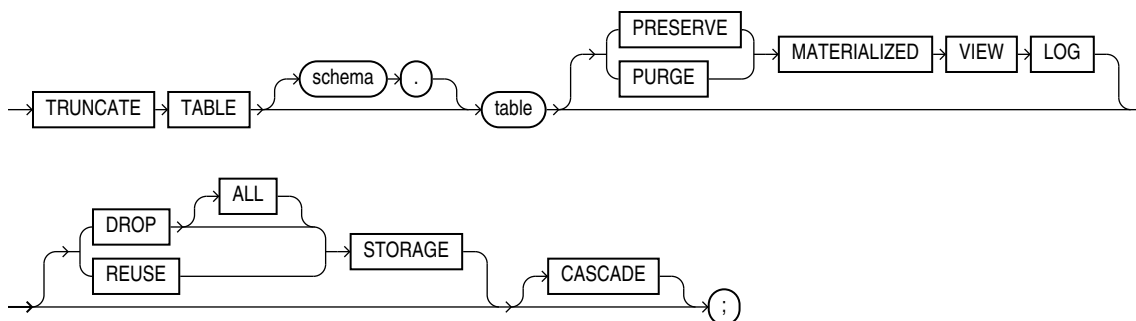 PRESERVE
schema . PURGE MATERIALIZED VIEW LOG
TRUNCATE TABLE table
ALL
DROP
REUSE STORAGE CASCADE
;